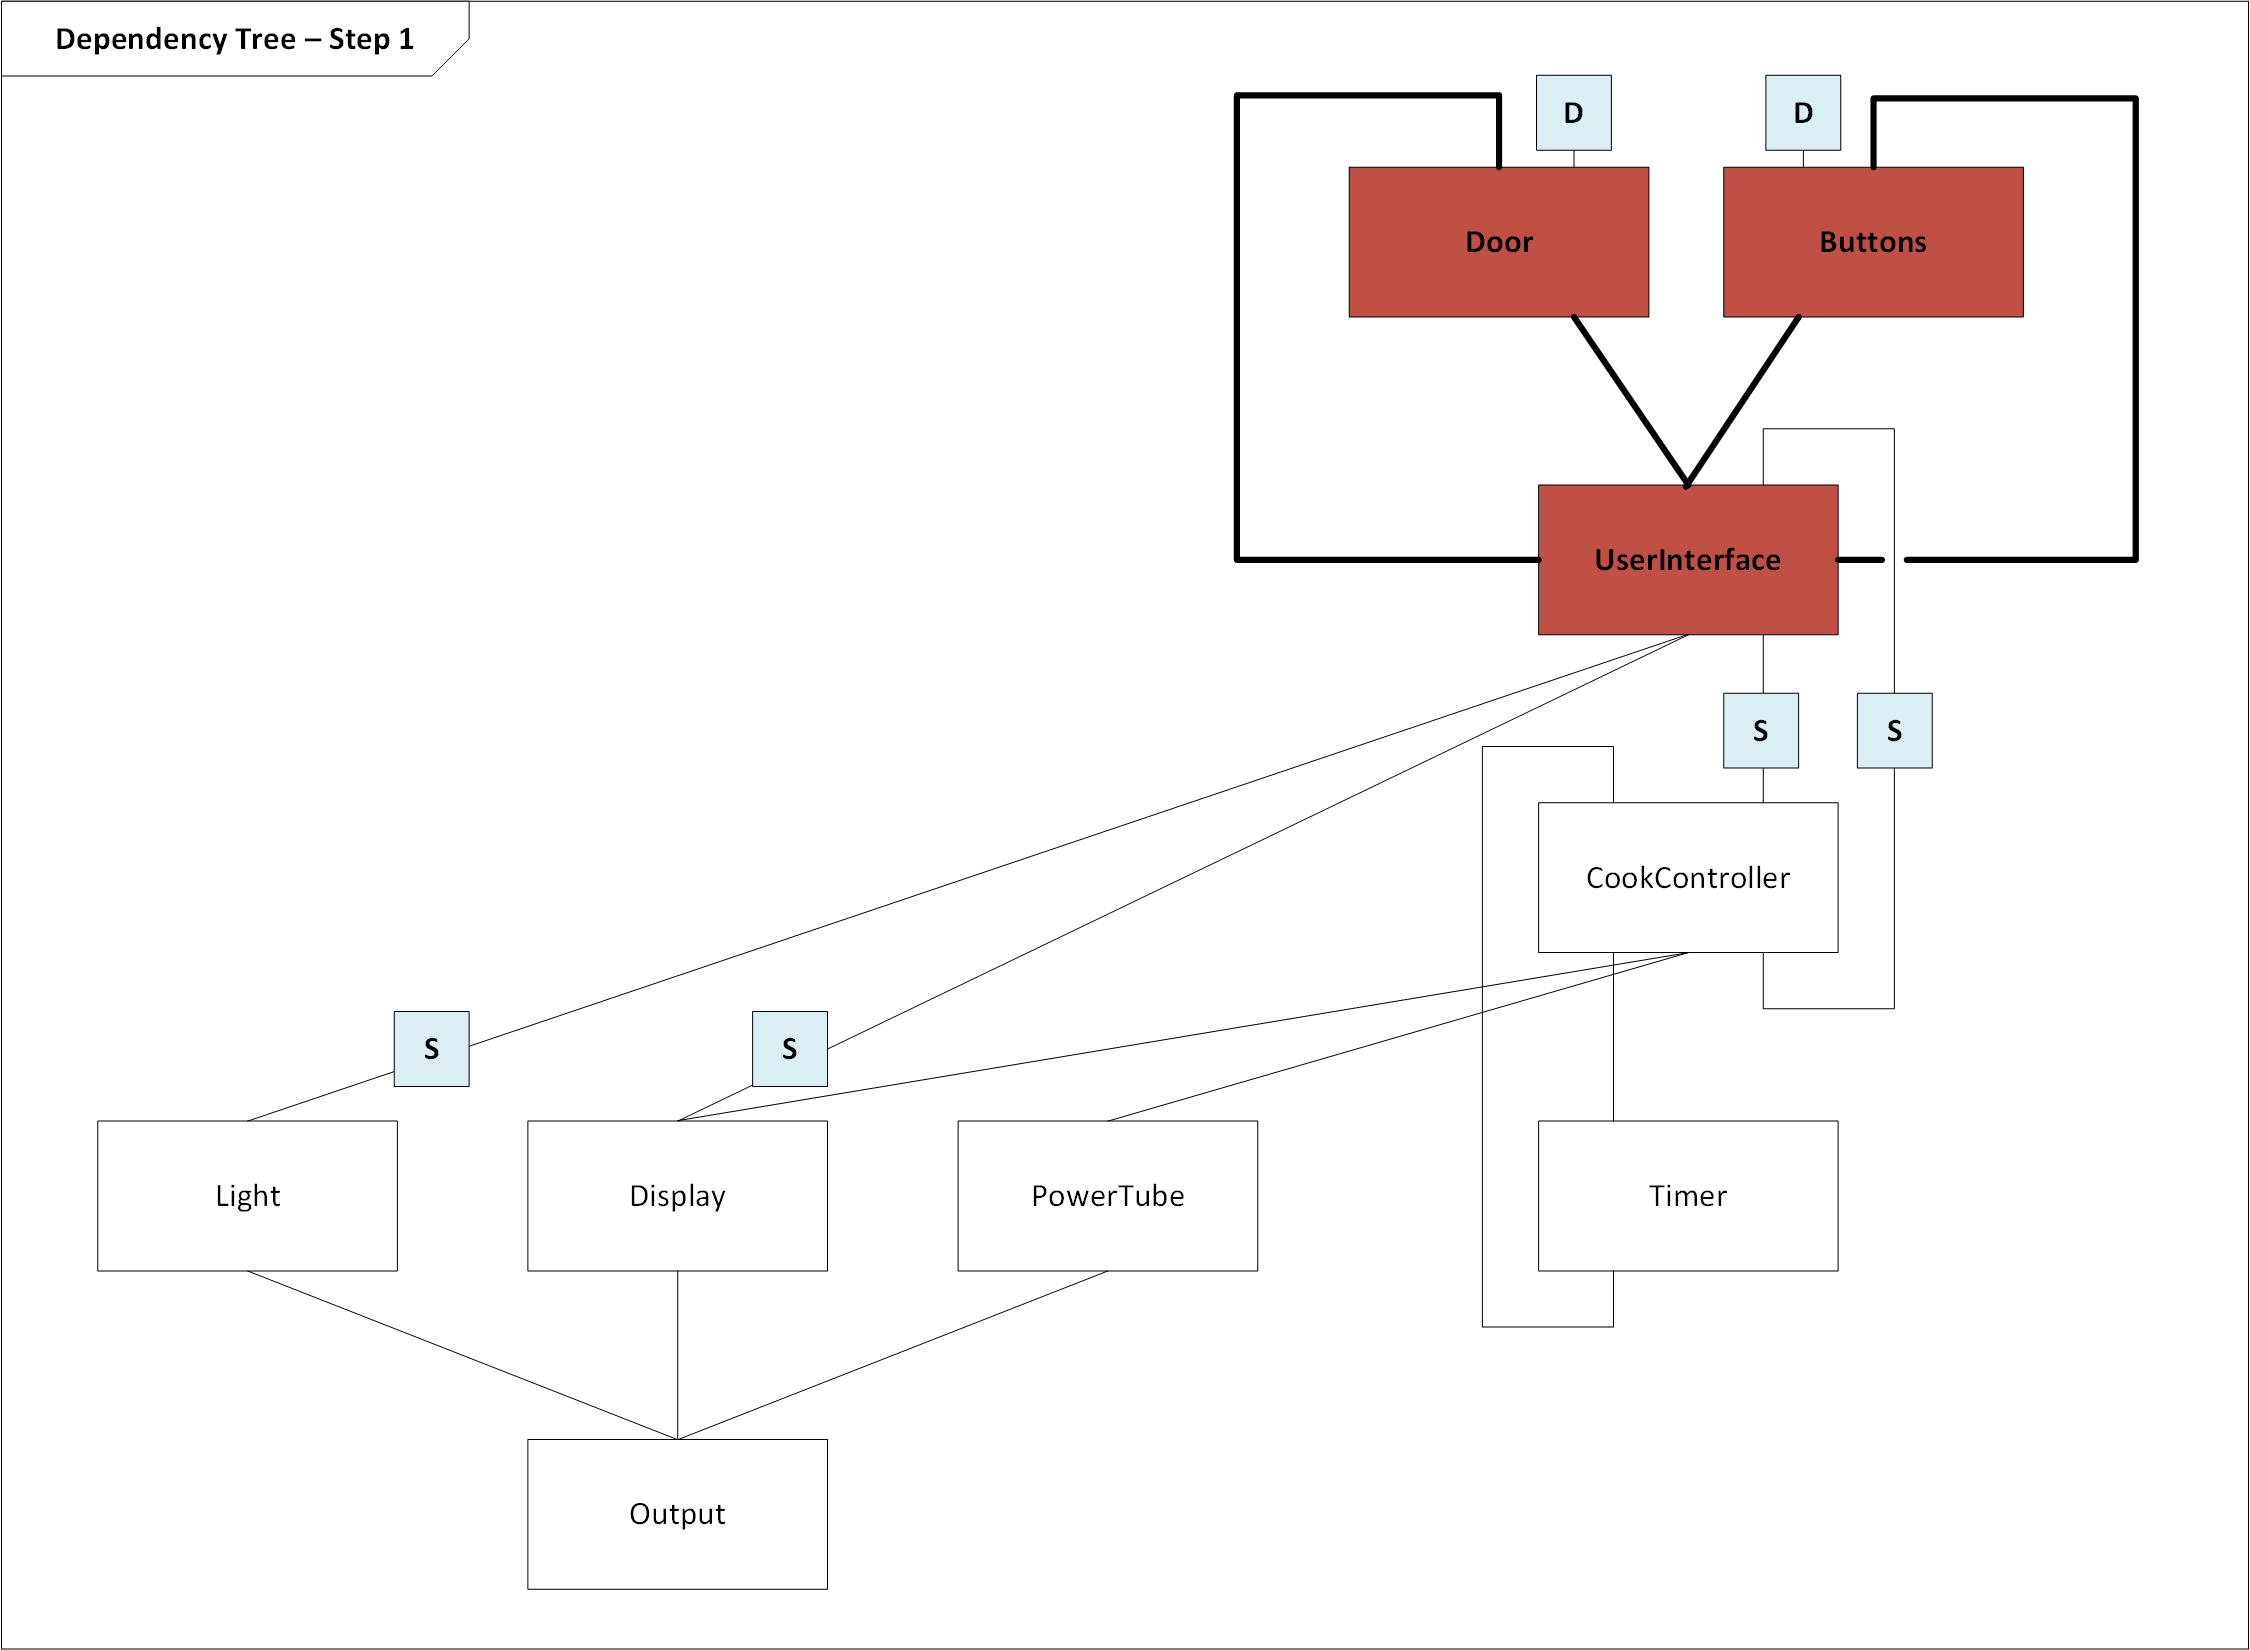 Dependency Tree – Step 1
D
D
Door
Buttons
UserInterface
S
S
CookController
S
S
Light
Display
PowerTube
Timer
Output